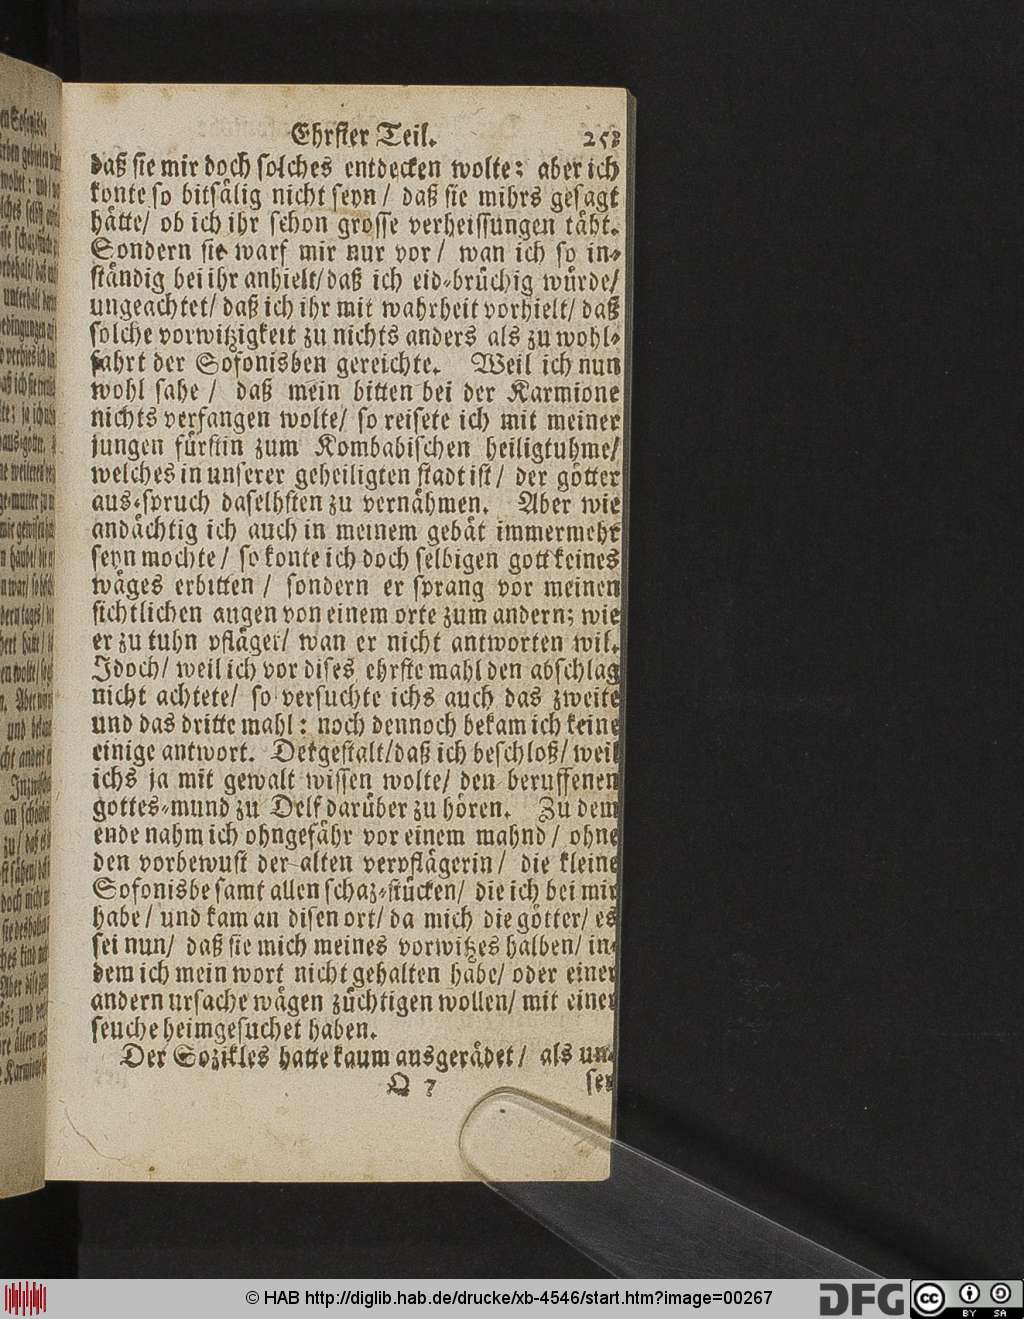 Ehrster Teil. 253
daß sie mir doch solches entdecken wolte: aber ich
konte so bitsälig nicht seyn / daß sie mihrs gesagt
hätte/ ob ich ihr schon grosse verheissungen täht.
Sondern sie warf mir nur vor / wan ich so in-
ständig bei ihr anhielt/ daß ich eid-brüchig würde/
ungeachtet/ daß ich ihr mit wahrheit vorhielt/ daß
solche vorwitzigkeit zu nichts anders als zu wohl-
fahrt der Sofonisben gereichte. Weil ich nun
wohl sahe / daß mein bitten bei der Karmione
nichts verfangen wolte/ so reisete ich mit meiner
jungen fürstin zum Kombabischen heiligtuhme/
welches in unserer geheiligten stadt ist / der götter
aus-spruch daselbsten zu vernähmen. Aber wie
andächtig ich auch in meinem gebät immermehr
seyn mochte / so konte ich doch selbigen gott keines
wäges erbitten / sondern er sprang vor meinen
sichtlichen augen von einem orte zum andern; wie
er zu tuhn pfläget/ wan er nicht antworten wil.
Jdoch/ weil ich vor dises ehrste mahl den abschlag
nicht achtete/ so versuchte ichs auch das zweite
und das dritte mahl: noch dennoch bekam ich keine
einige antwort. Dergestalt/ daß ich beschloß/ weil
ichs ja mit gewalt wissen wolte/ den beruffenen
gottes-mund zu Delf darüber zu hören. Zu dem
ende nahm ich ohngefähr vor einem mahnd / ohne
den vorbewust der alten verpflägerin / die kleine
Sofonisbe samt allen schaz-stücken/ die ich bei mir
habe / und kam an disen ort/ da mich die götter/ es
sei nun/ daß sie mich meines vorwitzes halben/ in-
dem ich mein wort nicht gehalten habe/ oder einer
andern ursache wägen züchtigen wollen/ mit einer
seuche heimgesuchet haben.
Der Sozikles hatte kaum ausgerädet / als un-
Q 7 ser
© HAB http://diglib.hab.de/drucke/xb-4546/start.htm?image=00267
DFG cc BY SA